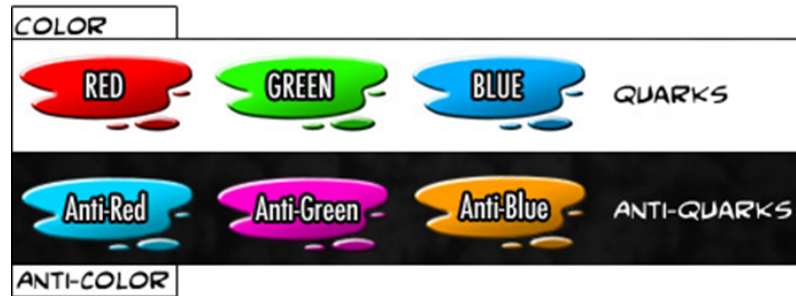 COLOR
RED GREEN BLUE QUARKS
Anti-Red Anti-Green Anti-Blue ANTI-QUARKS
ANTI-COLOR